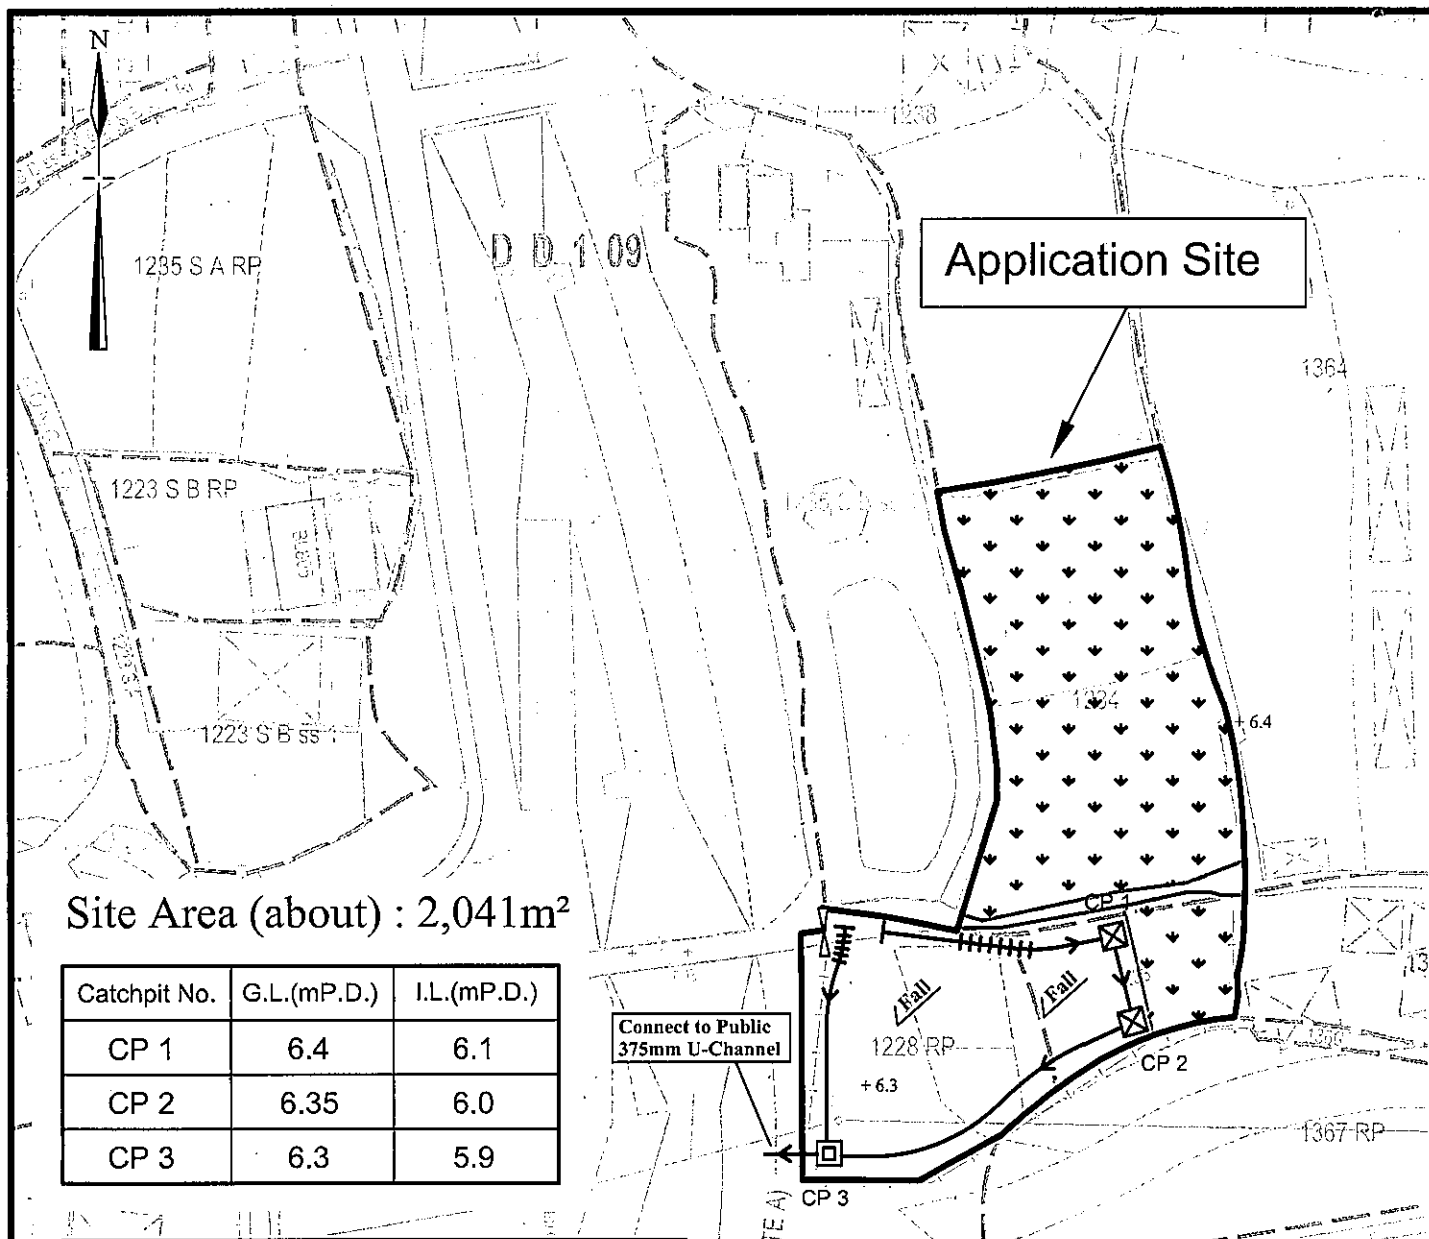 N
1238
D D 1 09
1235 S A RP
Application Site
1364
1223 S B RP
BLDG
1234
+ 6.4
1223 S B ss 1
CP 1
Site Area (about) : 2,041m²
Catchpit No. G.L.(mP.D.) I.L.(mP.D.)
CP 1 6.4 6.1
CP 2 6.35 6.0
CP 3 6.3 5.9
Fall
Fall
Connect to Public
375mm U-Channel
1228 RP
+ 6.3
CP 2
1367 RP
CP 3